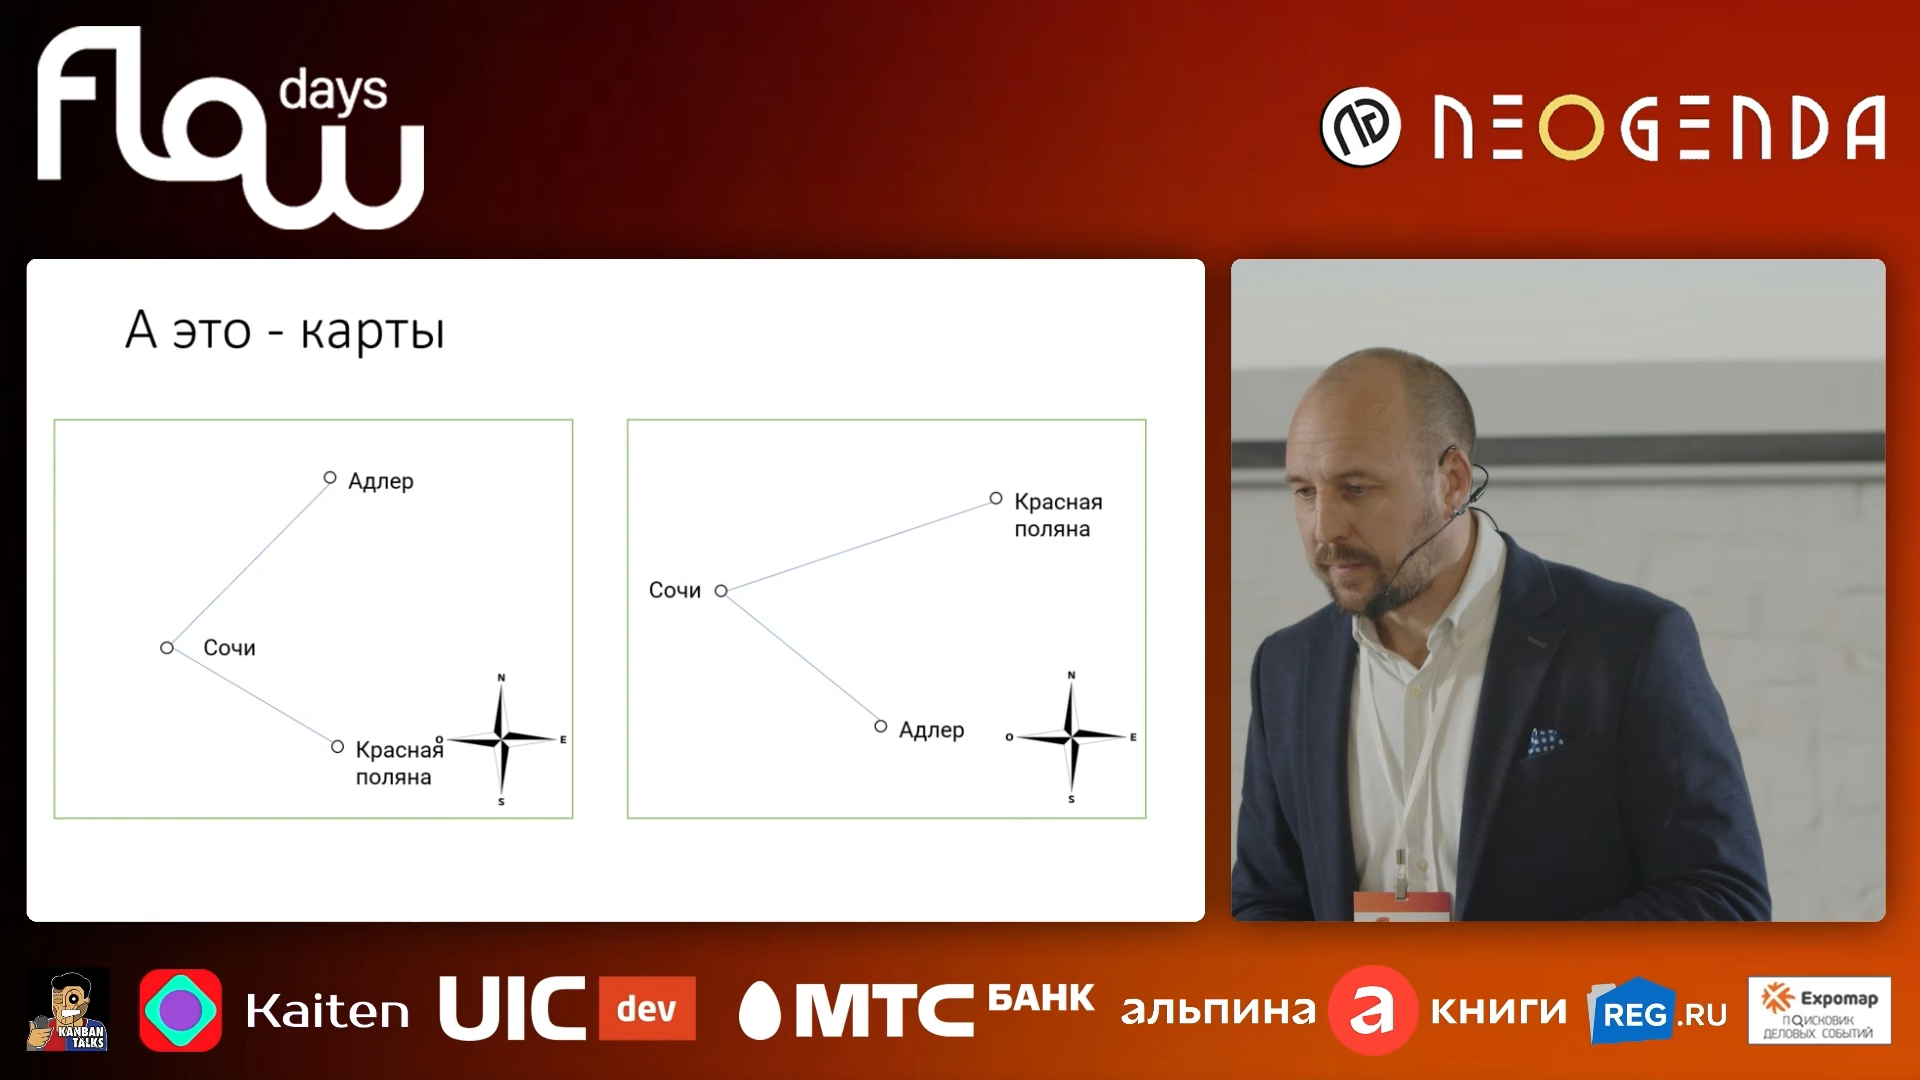 flow
days
NEOGENDA
А это - карты
Адлер
Сочи
Красная
поляна
N
O
E
S
Красная
поляна
Сочи
Адлер
N
O
E
S
KANBAN
TALKS
Kaiten
UIC dev
МТС БАНК
альпина а книги
REG.RU
Expomap
ПОИСКОВИК
ДЕЛОВЫХ СОБЫТИЙ